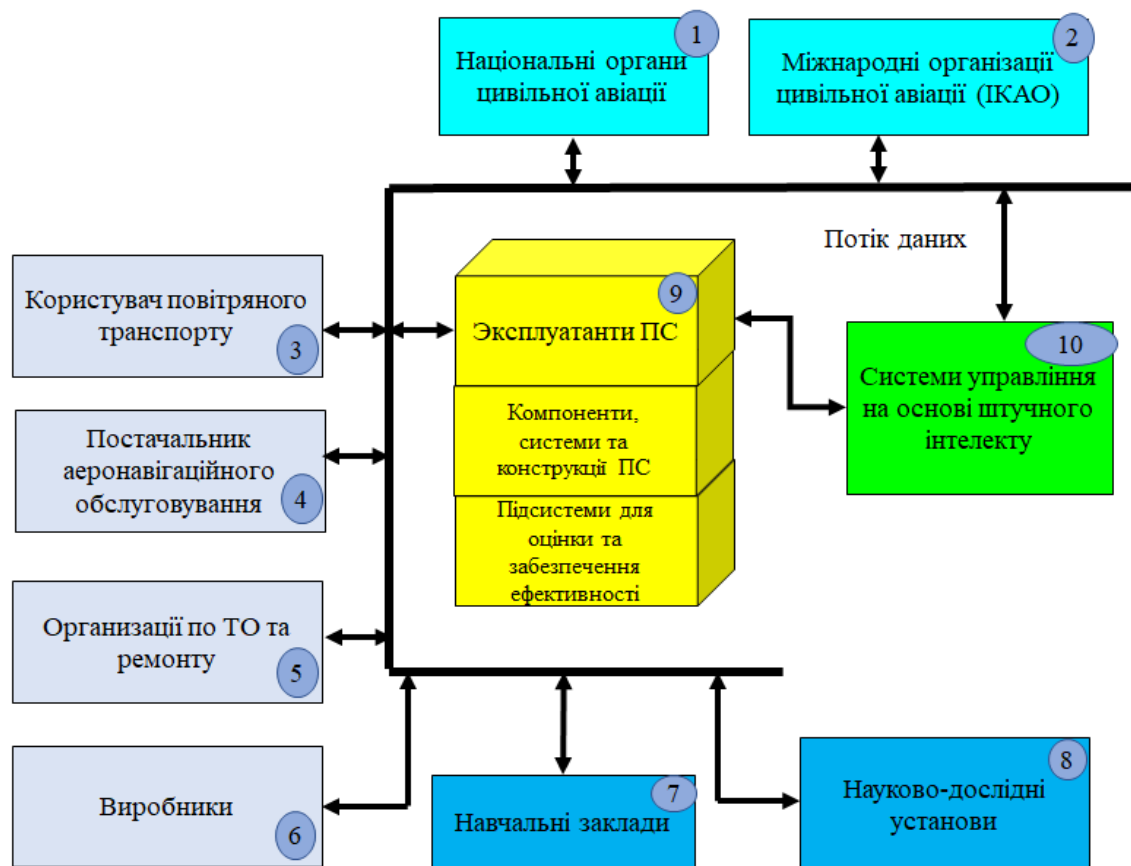 1
Національні органи
цивільної авіації
2
Міжнародні організації
цивільної авіації (ІКАО)
Потік даних
Користувач повітряного
транспорту
3
9
Эксплуатанти ПС
10
Системи управління
на основі штучного
інтелекту
Компоненти,
системи та
конструкції ПС
Постачальник
аеронавігаційного
обслуговування
4
Підсистеми для
оцінки та
забезпечення
ефективності
Организації по ТО та
ремонту
5
Виробники
6
7
Навчальні заклади
8
Науково-дослідні
установи